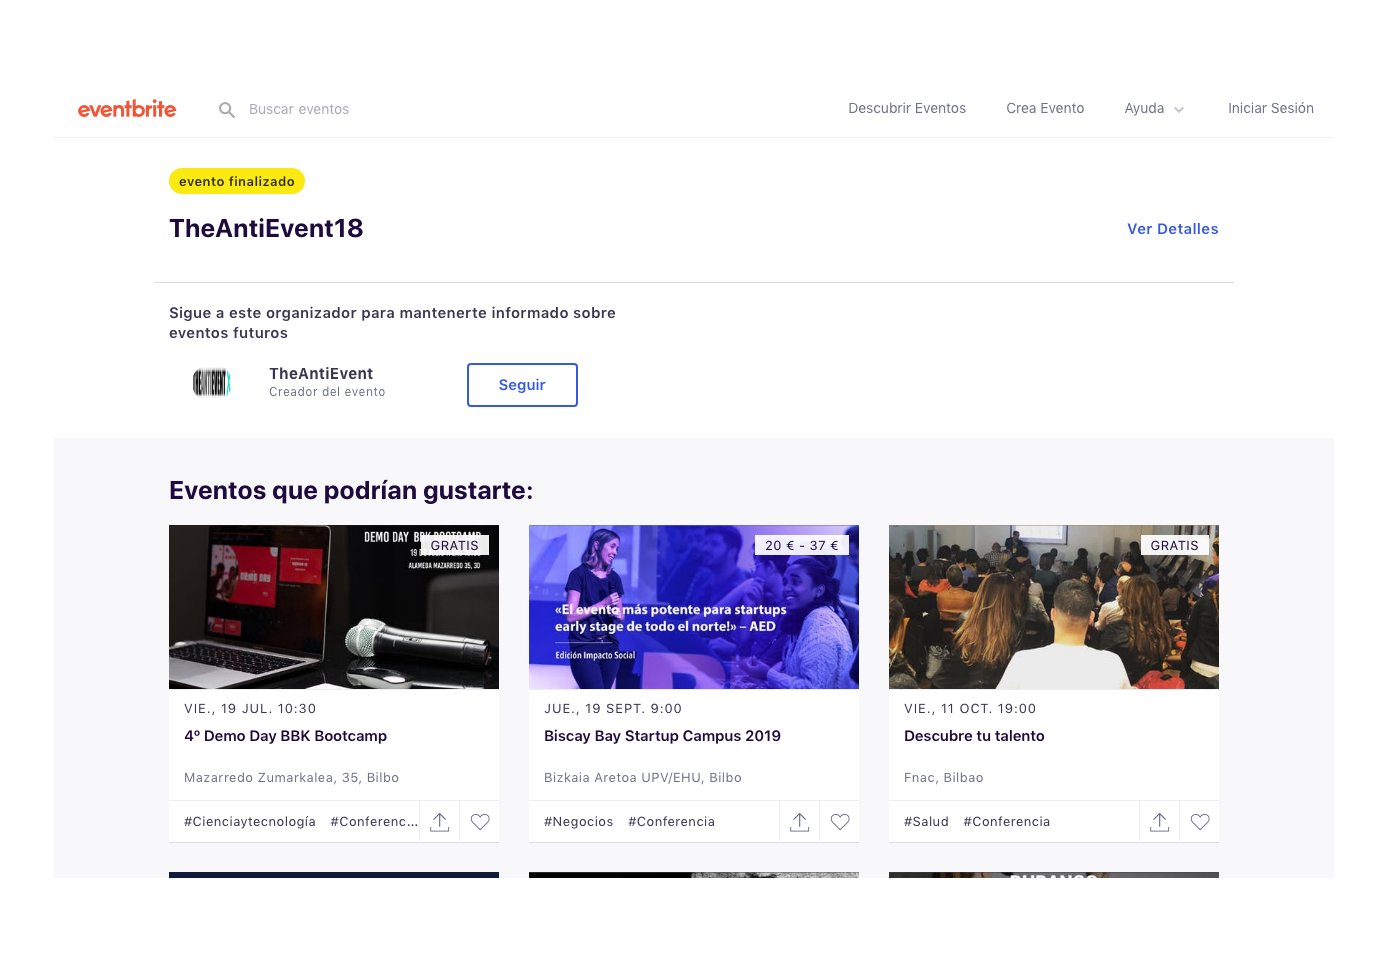 eventbrite
Buscar eventos
Descubrir Eventos
Crea Evento
Ayuda
Iniciar Sesión
evento finalizado
TheAntiEvent18
Ver Detalles
Sigue a este organizador para mantenerte informado sobre
eventos futuros
TheAntiEvent
Creador del evento
Seguir
Eventos que podrían gustarte:
DEMO DAY
GRATIS
ALAMEDA MAZARREDO 35, 3D
DEMO DAY
VIE., 19 JUL. 10:30
4º Demo Day BBK Bootcamp
Mazarredo Zumarkalea, 35, Bilbo
#Cienciaytecnología #Conferenc...
20 € - 37 €
«El evento más potente para startups
early stage de todo el norte!» – AED
Edición Impacto Social
JUE., 19 SEPT. 9:00
Biscay Bay Startup Campus 2019
Bizkaia Aretoa UPV/EHU, Bilbo
#Negocios #Conferencia
GRATIS
VIE., 11 OCT. 19:00
Descubre tu talento
Fnac, Bilbao
#Salud #Conferencia